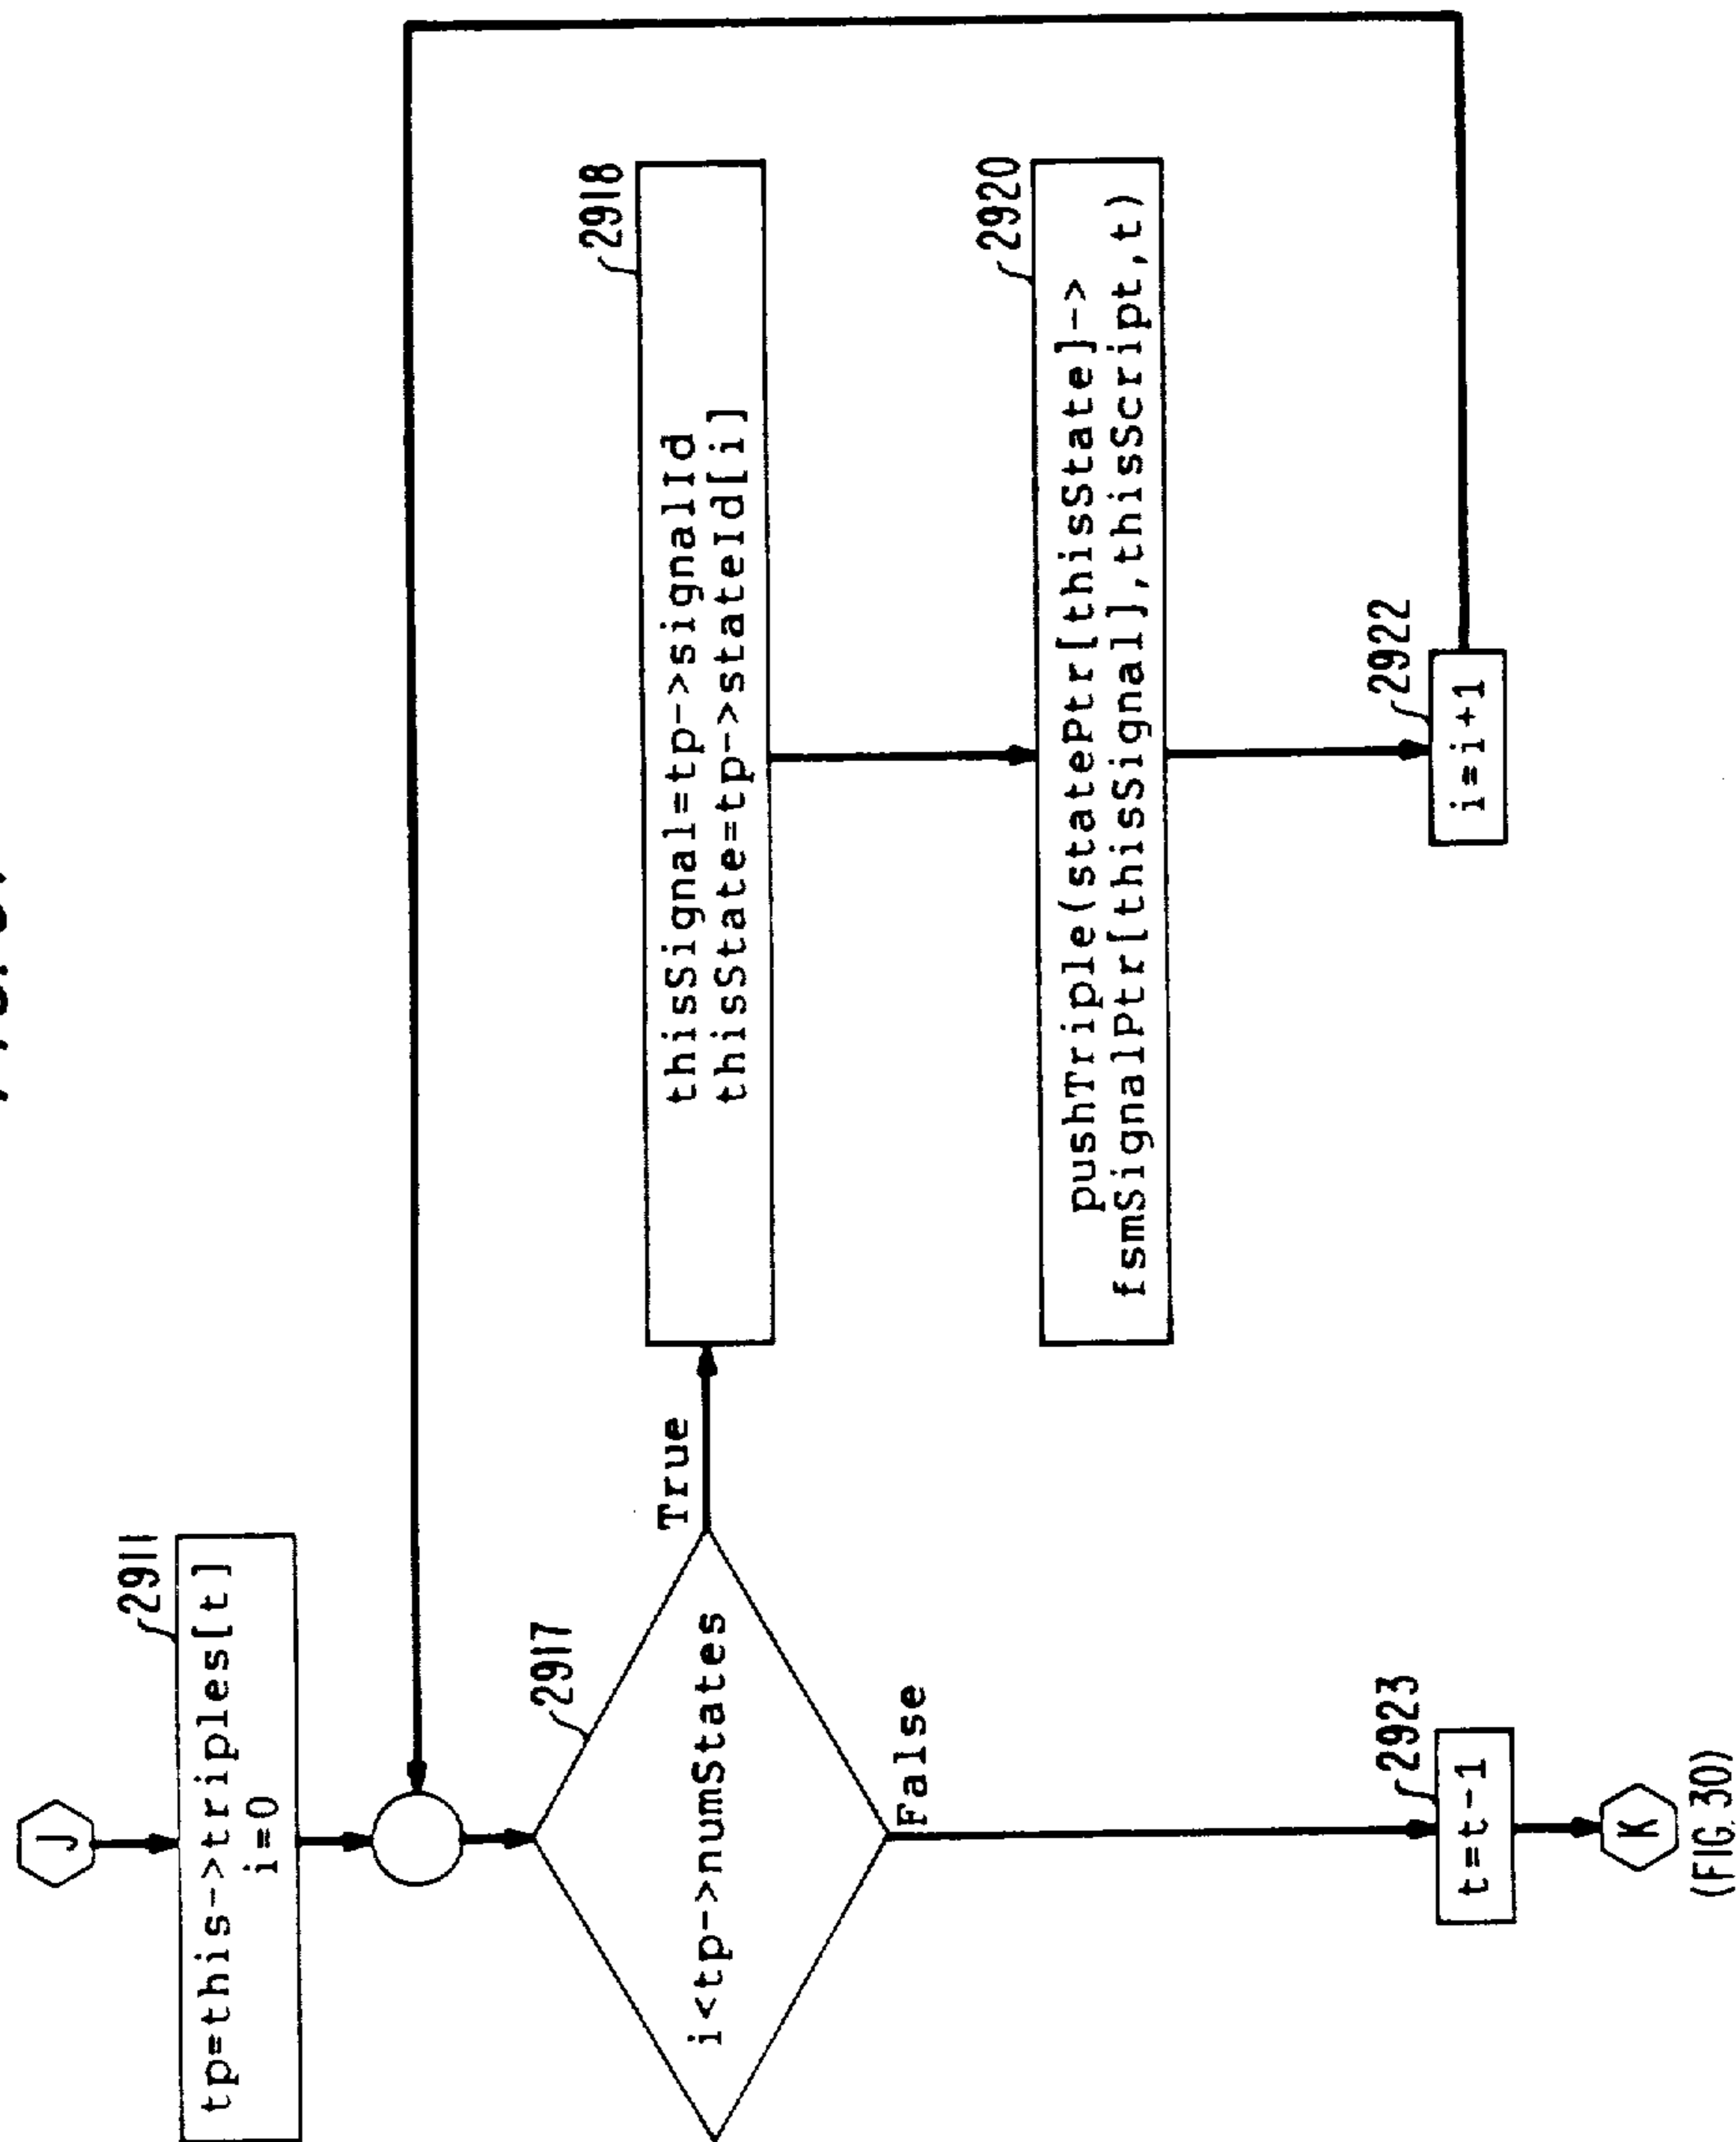 J
2911
tp=this->triples[t]
i=0
2917
i<tp->numStates
True
2918
thisSignal=tp->signalId
thisState=tp->stateId[i]
2920
pushTriple(statePtr[thisState]->
fsmSignalPtr[thisSignal],thisScript,t)
2922
i=i+1
False
2923
t=t-1
K
(FIG. 30)